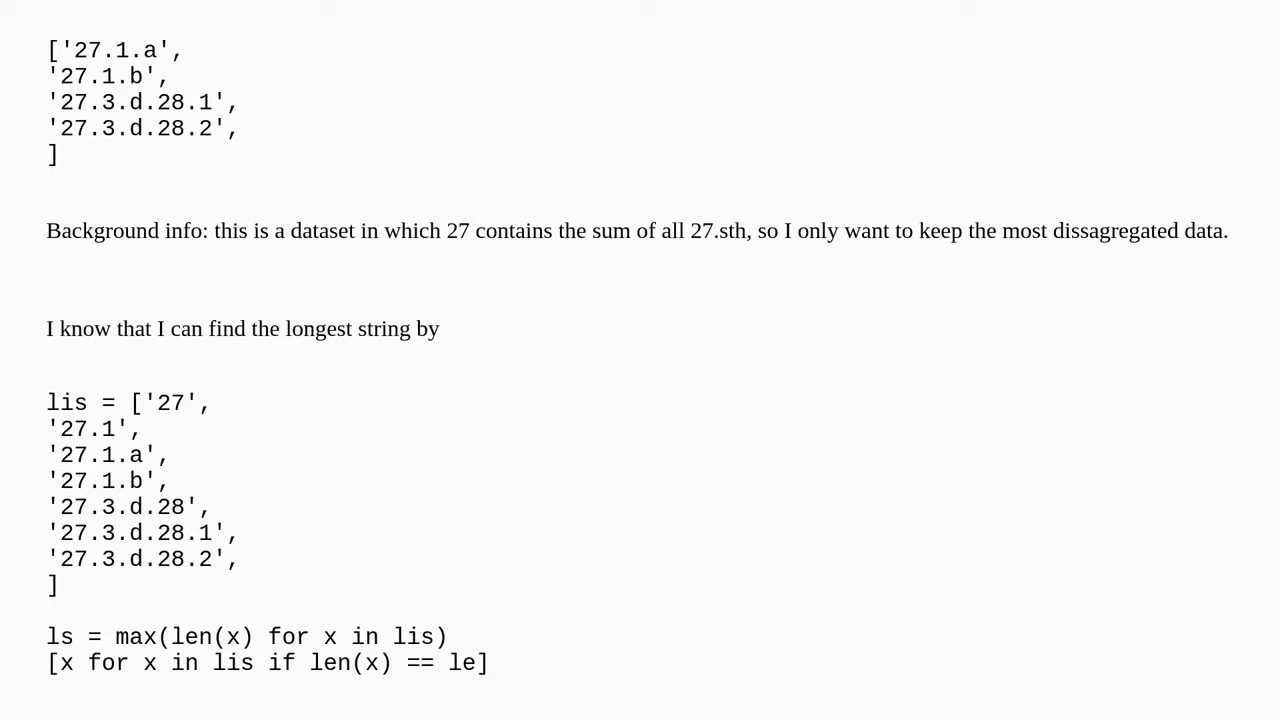 ['27.1.a',
'27.1.b',
'27.3.d.28.1',
'27.3.d.28.2',
]
Background info: this is a dataset in which 27 contains the sum of all 27.sth, so I only want to keep the most dissagregated data.
I know that I can find the longest string by
lis = ['27',
'27.1',
'27.1.a',
'27.1.b',
'27.3.d.28',
'27.3.d.28.1',
'27.3.d.28.2',
]
ls = max(len(x) for x in lis)
[x for x in lis if len(x) == le]